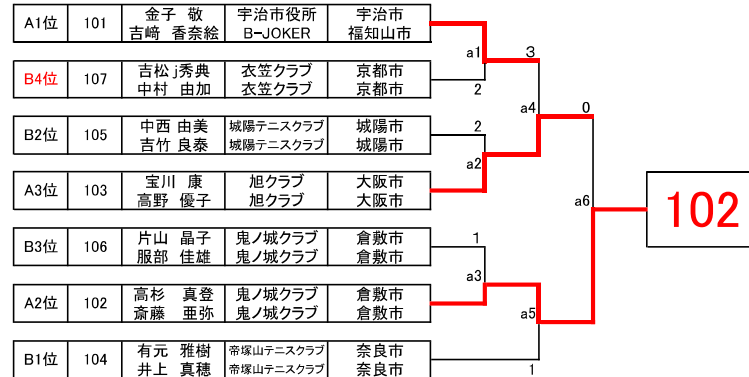 A1位 101 金子 敬 宇治市役所 宇治市
吉﨑 香奈絵 B-JOKER 福知山市
a1 3
B4位 107 吉松 j秀典 衣笠クラブ 京都市
中村 由加 衣笠クラブ 京都市
2
a4 0
B2位 105 中西 由美 城陽テニスクラブ 城陽市
吉竹 良泰 城陽テニスクラブ 城陽市
2
a2
A3位 103 宝川 康 旭クラブ 大阪市
高野 優子 旭クラブ 大阪市
a6 102
B3位 106 片山 晶子 鬼ノ城クラブ 倉敷市
服部 佳雄 鬼ノ城クラブ 倉敷市
1
a3
A2位 102 高杉 真登 鬼ノ城クラブ 倉敷市
斎藤 亜弥 鬼ノ城クラブ 倉敷市
a5
B1位 104 有元 雅樹 帝塚山テニスクラブ 奈良市
井上 真穂 帝塚山テニスクラブ 奈良市
1